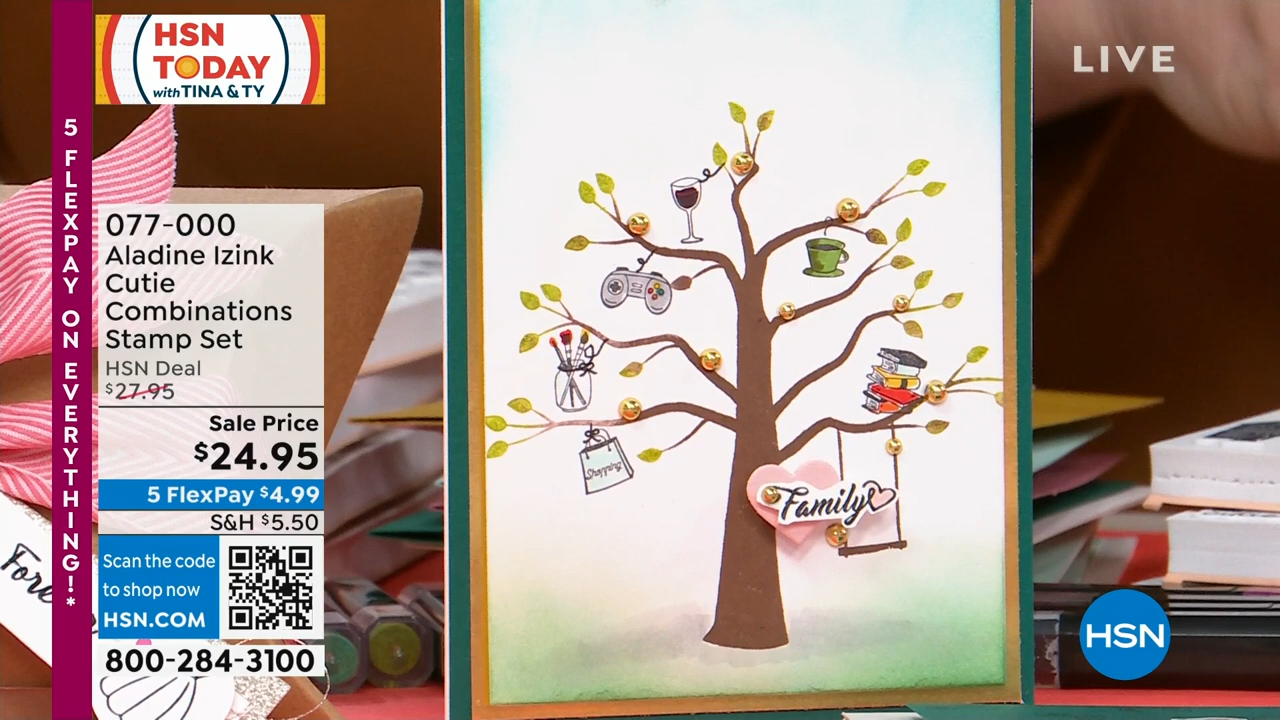 HSN
TODAY
with TINA & TY
LIVE
5 FLEXPAY ON EVERYTHING!*
077-000
Aladine Izink
Cutie
Combinations
Stamp Set
HSN Deal
$27.95
Sale Price
$24.95
5 FlexPay $4.99
S&H $5.50
Scan the code
to shop now
HSN.COM
800-284-3100
Shopping
Family
HSN